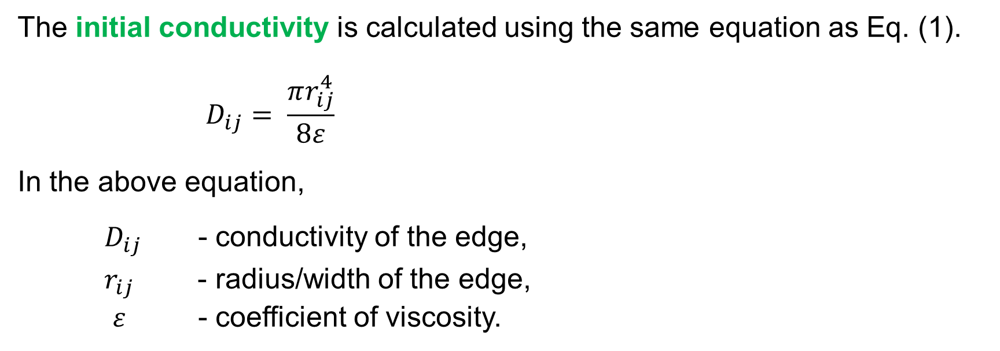 The initial conductivity is calculated using the same equation as Eq. (1).
D_{ij} = \frac{\pi r_{ij}^{4}}{8\varepsilon}
In the above equation,
D_{ij} - conductivity of the edge,
r_{ij} - radius/width of the edge,
ε - coefficient of viscosity.